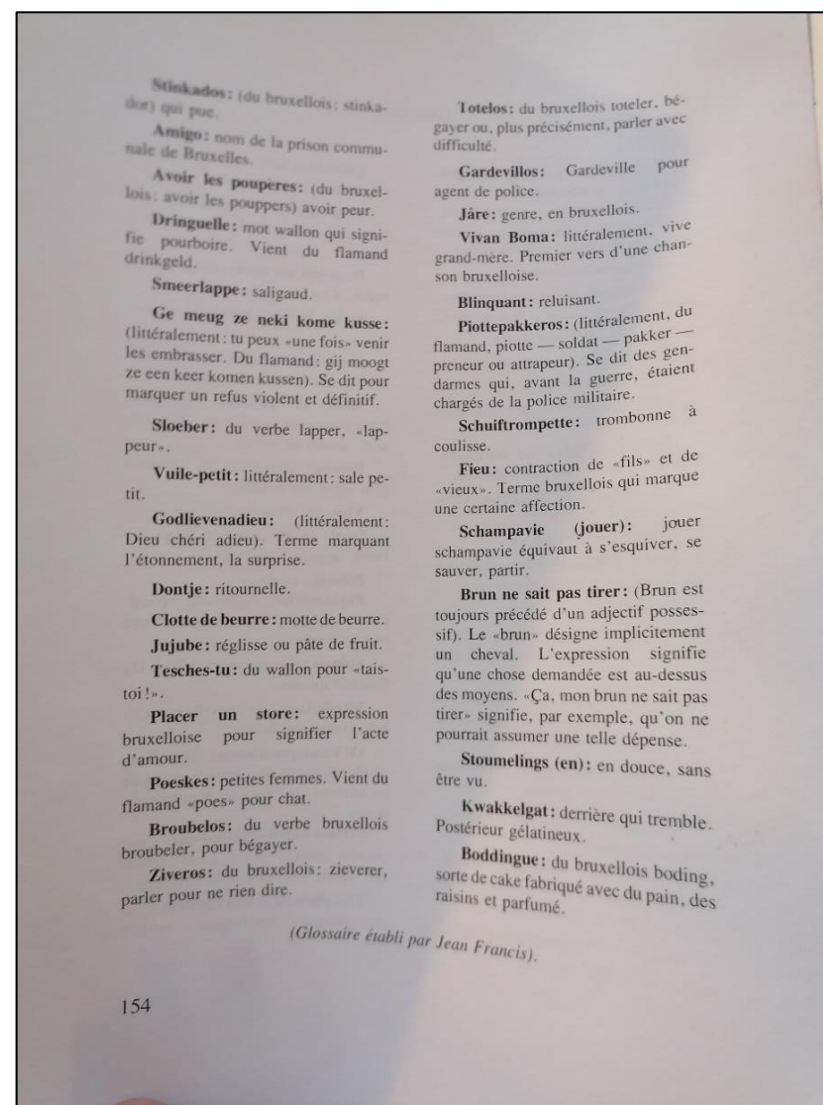 Stinkados: (du bruxellois: stinka-
dor) qui pue.
Amigo: nom de la prison commu-
nale de Bruxelles.
Avoir les poupères: (du bruxel-
lois: avoir les pouppers) avoir peur.
Dringuelle: mot wallon qui signi-
fie pourboire. Vient du flamand
drinkgeld.
Smeerlappe: saligaud.
Ge meug ze neki kome kusse:
(littéralement: tu peux «une fois» venir
les embrasser. Du flamand: gij moogt
ze een keer komen kussen). Se dit pour
marquer un refus violent et définitif.
Sloeber: du verbe lapper, «lap-
peur».
Vuile-petit: littéralement: sale pe-
tit.
Godlievenadieu: (littéralement:
Dieu chéri adieu). Terme marquant
l'étonnement, la surprise.
Dontje: ritournelle.
Clotte de beurre: motte de beurre.
Jujube: réglisse ou pâte de fruit.
Tesches-tu: du wallon pour «tais-
toi!».
Placer un store: expression
bruxelloise pour signifier l'acte
d'amour.
Poeskes: petites femmes. Vient du
flamand «poes» pour chat.
Broubelos: du verbe bruxellois
broubeler, pour bégayer.
Ziveros: du bruxellois: zieverer,
parler pour ne rien dire.
Totelos: du bruxellois toteler, bé-
gayer ou, plus précisément, parler avec
difficulté.
Gardevillos: Gardeville pour
agent de police.
Jâre: genre, en bruxellois.
Vivan Boma: littéralement, vive
grand-mère. Premier vers d'une chan-
son bruxelloise.
Blinquant: reluisant.
Piottepakkeros: (littéralement, du
flamand, piotte — soldat — pakker —
preneur ou attrapeur). Se dit des gen-
darmes qui, avant la guerre, étaient
chargés de la police militaire.
Schuiftrompette: trombonne à
coulisse.
Fieu: contraction de «fils» et de
«vieux». Terme bruxellois qui marque
une certaine affection.
Schampavie (jouer): jouer
schampavie équivaut à s'esquiver, se
sauver, partir.
Brun ne sait pas tirer: (Brun est
toujours précédé d'un adjectif posses-
sif). Le «brun» désigne implicitement
un cheval. L'expression signifie
qu'une chose demandée est au-dessus
des moyens. «Ça, mon brun ne sait pas
tirer» signifie, par exemple, qu'on ne
pourrait assumer une telle dépense.
Stoumelings (en): en douce, sans
être vu.
Kwakkelgat: derrière qui tremble.
Postérieur gélatineux.
Boddingue: du bruxellois boding,
sorte de cake fabriqué avec du pain, des
raisins et parfumé.
(Glossaire établi par Jean Francis).
154